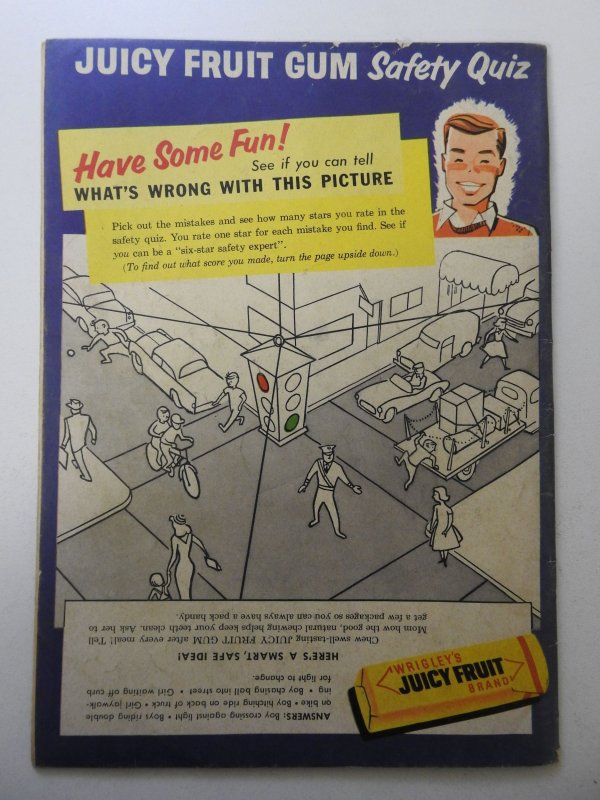 JUICY FRUIT GUM Safety Quiz
Have Some Fun!
See if you can tell
WHAT'S WRONG WITH THIS PICTURE
Pick out the mistakes and see how many stars you rate in the
safety quiz. You rate one star for each mistake you find. See if
you can be a "six-star safety expert".
(To find out what score you made, turn the page upside down.)
ANSWERS: Boy crossing against light • Boys riding double
on bike • Boy hitching ride on back of truck • Girl jaywalk-
ing • Boy chasing ball into street • Girl waiting off curb
for light to change.
HERE'S A SMART, SAFE IDEA!
Chew swell-tasting JUICY FRUIT GUM after every meal! Tell
Mom how the good, natural chewing helps keep your teeth clean. Ask her to
get a few packages so you can always have a pack handy.
WRIGLEY'S
JUICY FRUIT
BRAND